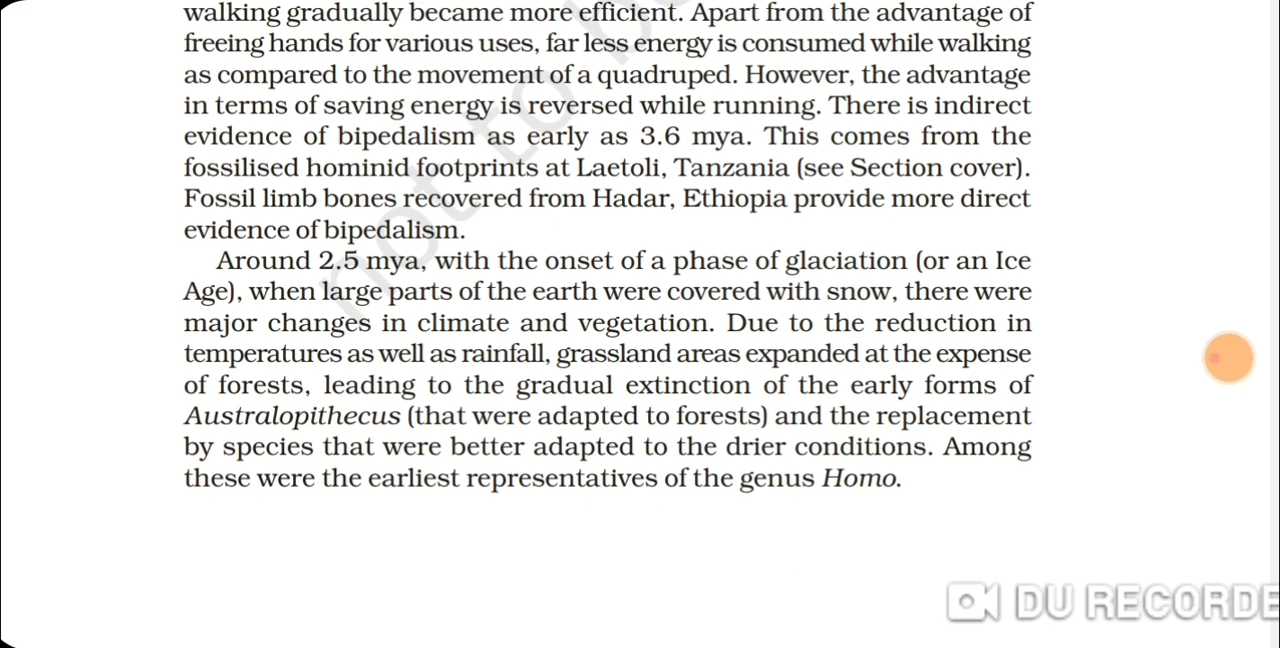 walking gradually became more efficient. Apart from the advantage of
freeing hands for various uses, far less energy is consumed while walking
as compared to the movement of a quadruped. However, the advantage
in terms of saving energy is reversed while running. There is indirect
evidence of bipedalism as early as 3.6 mya. This comes from the
fossilised hominid footprints at Laetoli, Tanzania (see Section cover).
Fossil limb bones recovered from Hadar, Ethiopia provide more direct
evidence of bipedalism.
Around 2.5 mya, with the onset of a phase of glaciation (or an Ice
Age), when large parts of the earth were covered with snow, there were
major changes in climate and vegetation. Due to the reduction in
temperatures as well as rainfall, grassland areas expanded at the expense
of forests, leading to the gradual extinction of the early forms of
Australopithecus (that were adapted to forests) and the replacement
by species that were better adapted to the drier conditions. Among
these were the earliest representatives of the genus Homo.
not to b
DU RECORDE